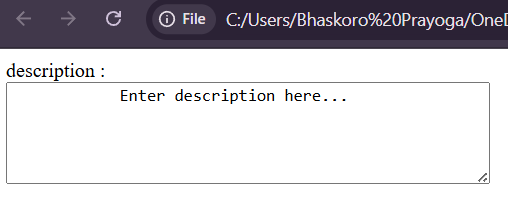 File C:/Users/Bhaskoro%20Prayoga/OneD
description :
Enter description here...